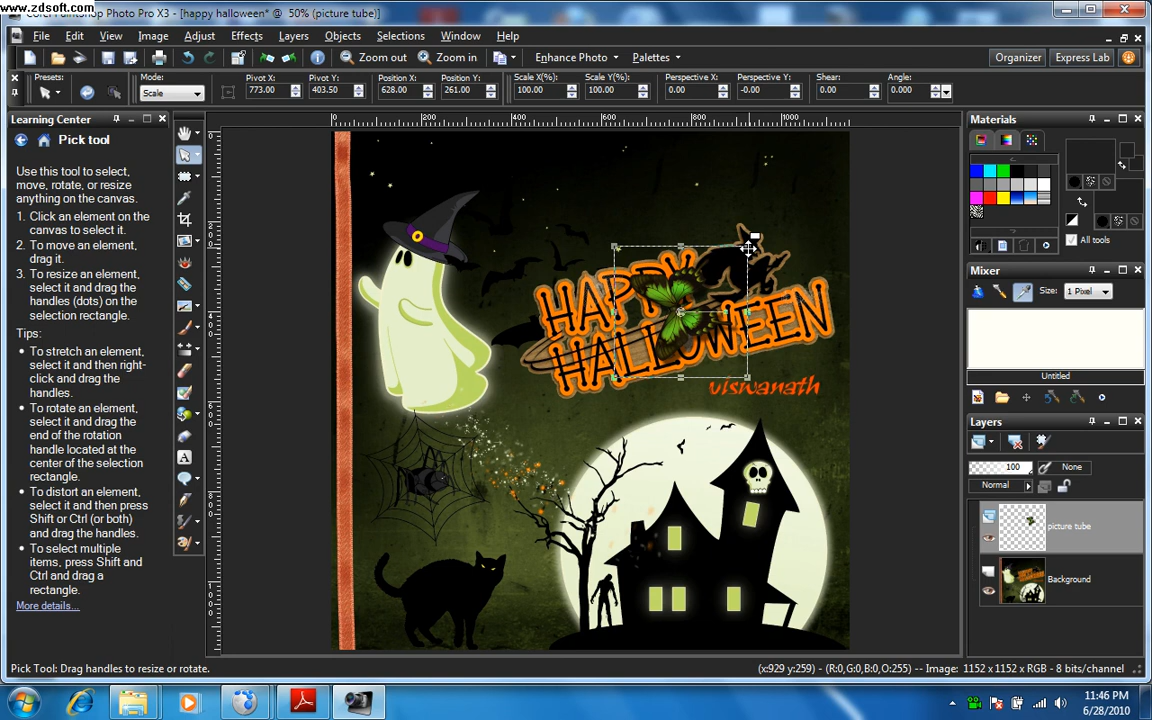 www.zdsoft.com
Corel PaintShop Photo Pro X3 - [happy halloween* @ 50% (picture tube)]
File Edit View Image Adjust Effects Layers Objects Selections Window Help
Zoom out Zoom in Enhance Photo Palettes Organizer Express Lab
Presets: Mode: Pivot X: Pivot Y: Position X: Position Y: Scale X(%): Scale Y(%): Perspective X: Perspective Y: Shear: Angle:
Scale 773.00 403.50 628.00 261.00 100.00 100.00 0.00 -0.00 0.00 0.000
Learning Center
Pick tool
Use this tool to select,
move, rotate, or resize
anything on the canvas.
1. Click an element on the
canvas to select it.
2. To move an element,
drag it.
3. To resize an element,
select it and drag the
handles (dots) on the
selection rectangle.
Tips:
To stretch an element,
select it and then right-
click and drag the
handles.
To rotate an element,
select it and drag the
end of the rotation
handle located at the
center of the selection
rectangle.
To distort an element,
select it and then press
Shift or Ctrl (or both)
and drag the handles.
To select multiple
items, press Shift and
Ctrl and drag a
rectangle.
More details...
0 200 400 600 800 1000
0
200
400
600
800
1000
HAPPY
HALLOWEEN
viswanath
Materials
All tools
Mixer
Size: 1 Pixel
Untitled
Layers
100 None
Normal
picture tube
Background
Pick Tool: Drag handles to resize or rotate.
(x:929 y:259) - (R:0,G:0,B:0,O:255) -- Image: 1152 x 1152 x RGB - 8 bits/channel
11:46 PM
6/28/2010